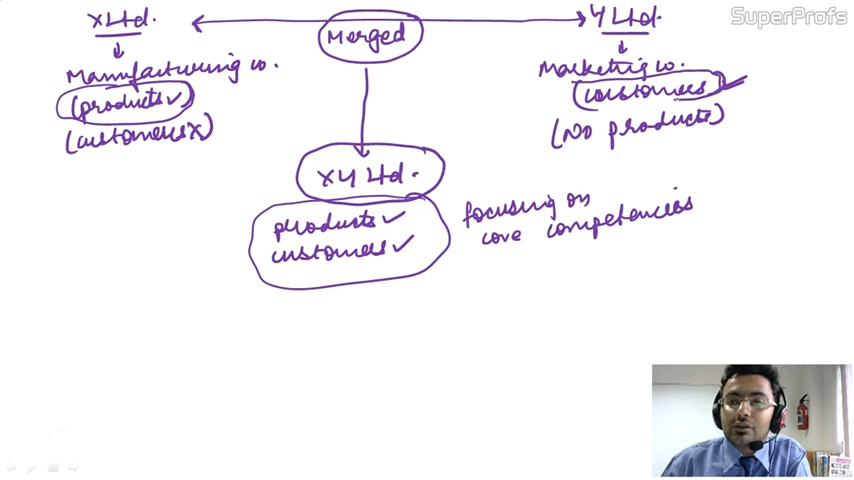 SuperProfs
X Ltd.
Merged
Y Ltd.
Manufacturing co.
(products ✓)
(customers x)
Marketing co.
(customers) ✓
(No products)
XY Ltd.
products ✓
customers ✓
focusing on
core competencies